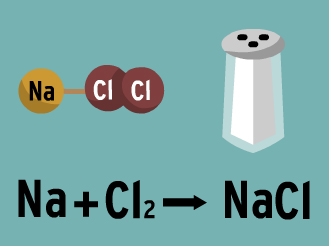 Na Cl Cl
Na + Cl₂ → NaCl